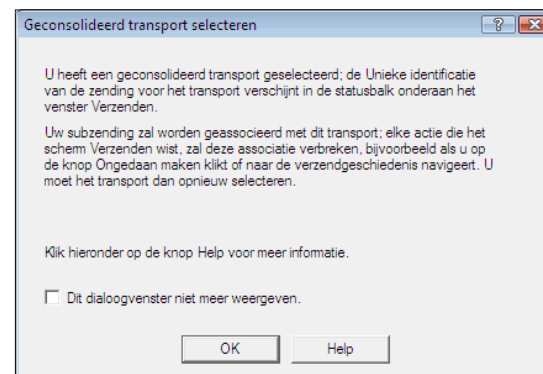 Geconsolideerd transport selecteren
U heeft een geconsolideerd transport geselecteerd; de Unieke identificatie
van de zending voor het transport verschijnt in de statusbalk onderaan het
venster Verzenden.
Uw subzending zal worden geassocieerd met dit transport; elke actie die het
scherm Verzenden wist, zal deze associatie verbreken, bijvoorbeeld als u op
de knop Ongedaan maken klikt of naar de verzendgeschiedenis navigeert. U
moet het transport dan opnieuw selecteren.
Klik hieronder op de knop Help voor meer informatie.
Dit dialoogvenster niet meer weergeven.
OK
Help